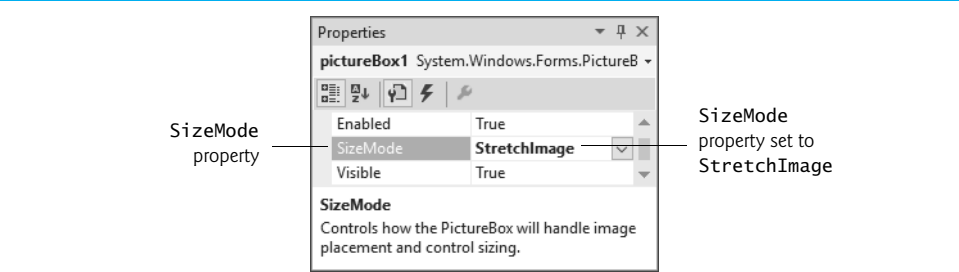 Properties
pictureBox1 System.Windows.Forms.PictureB
Enabled True
SizeMode StretchImage
Visible True
SizeMode
Controls how the PictureBox will handle image
placement and control sizing.
SizeMode
property
SizeMode
property set to
StretchImage